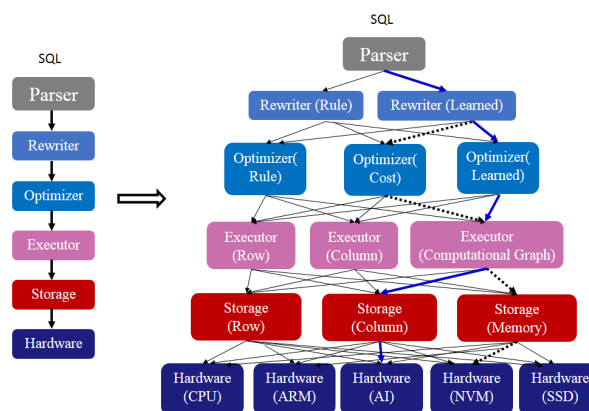 SQL
Parser
Rewriter
Optimizer
Executor
Storage
Hardware
SQL
Parser
Rewriter (Rule)
Rewriter (Learned)
Optimizer(
Rule)
Optimizer(
Cost)
Optimizer(
Learned)
Executor
(Row)
Executor
(Column)
Executor
(Computational Graph)
Storage
(Row)
Storage
(Column)
Storage
(Memory)
Hardware
(CPU)
Hardware
(ARM)
Hardware
(AI)
Hardware
(NVM)
Hardware
(SSD)